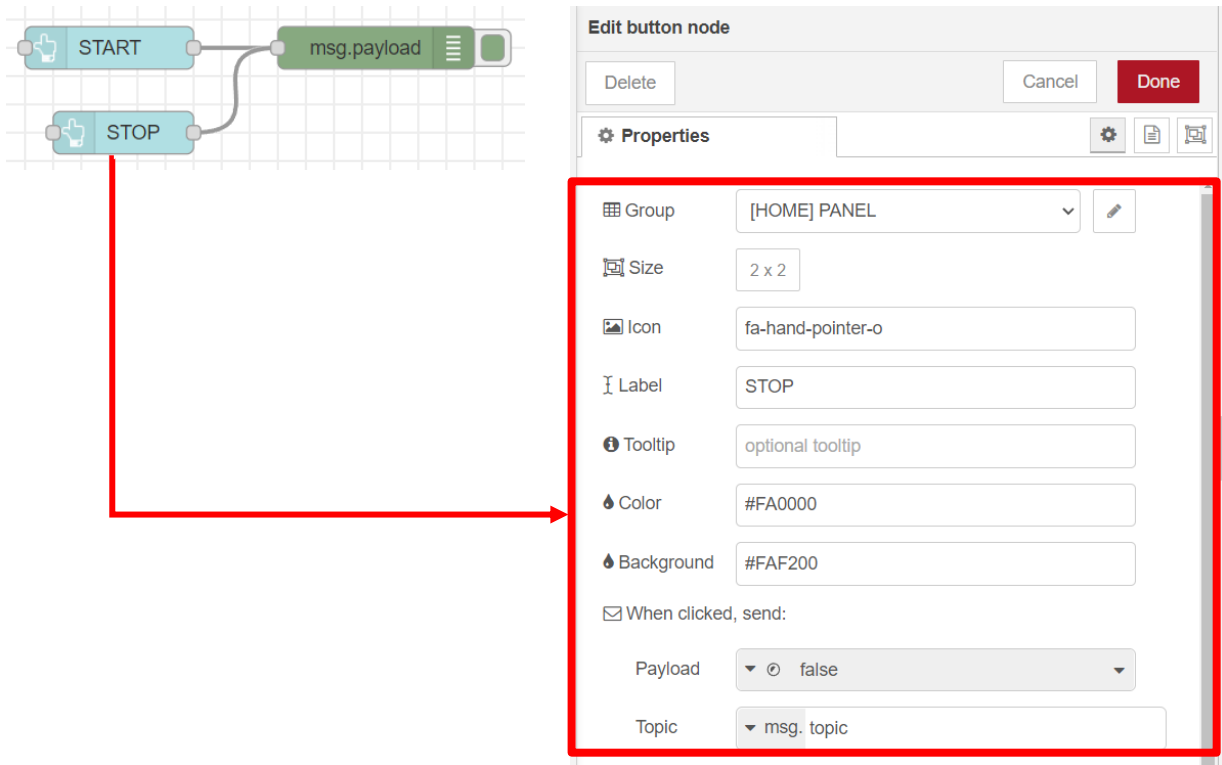 START
msg.payload
STOP
Edit button node
Delete
Cancel
Done
Properties
Group
[HOME] PANEL
Size
2 x 2
Icon
fa-hand-pointer-o
Label
STOP
Tooltip
optional tooltip
Color
#FA0000
Background
#FAF200
When clicked, send:
Payload
false
Topic
msg. topic